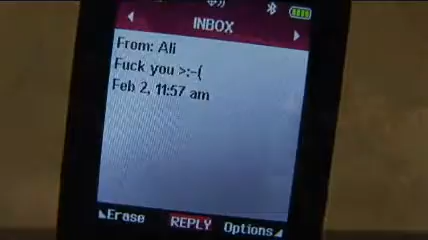 INBOX
From: Ali
Fuck you >:-(
Feb 2, 11:57 am
Erase REPLY Options